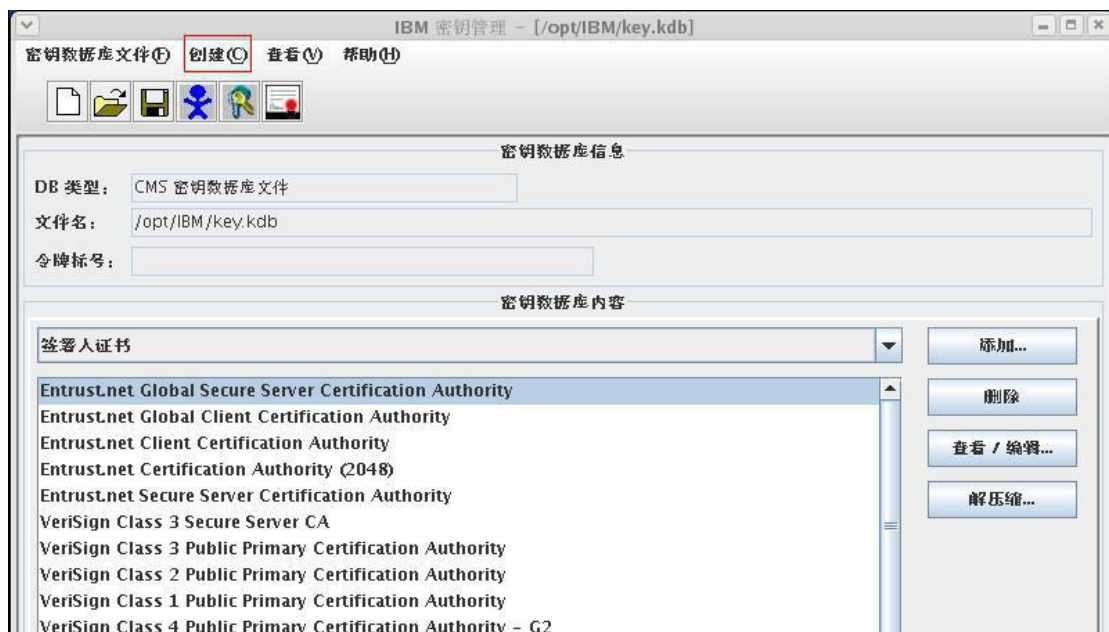 IBM 密钥管理 - [/opt/IBM/key.kdb]
密钥数据库文件(F) 创建(C) 查看(V) 帮助(H)
密钥数据库信息
DB 类型： CMS 密钥数据库文件
文件名： /opt/IBM/key.kdb
令牌标号：
密钥数据库内容
签署人证书
添加...
Entrust.net Global Secure Server Certification Authority
删除
Entrust.net Global Client Certification Authority
Entrust.net Client Certification Authority
查看 / 编辑...
Entrust.net Certification Authority (2048)
Entrust.net Secure Server Certification Authority
解压缩...
VeriSign Class 3 Secure Server CA
VeriSign Class 3 Public Primary Certification Authority
VeriSign Class 2 Public Primary Certification Authority
VeriSign Class 1 Public Primary Certification Authority
VeriSign Class 4 Public Primary Certification Authority - G2